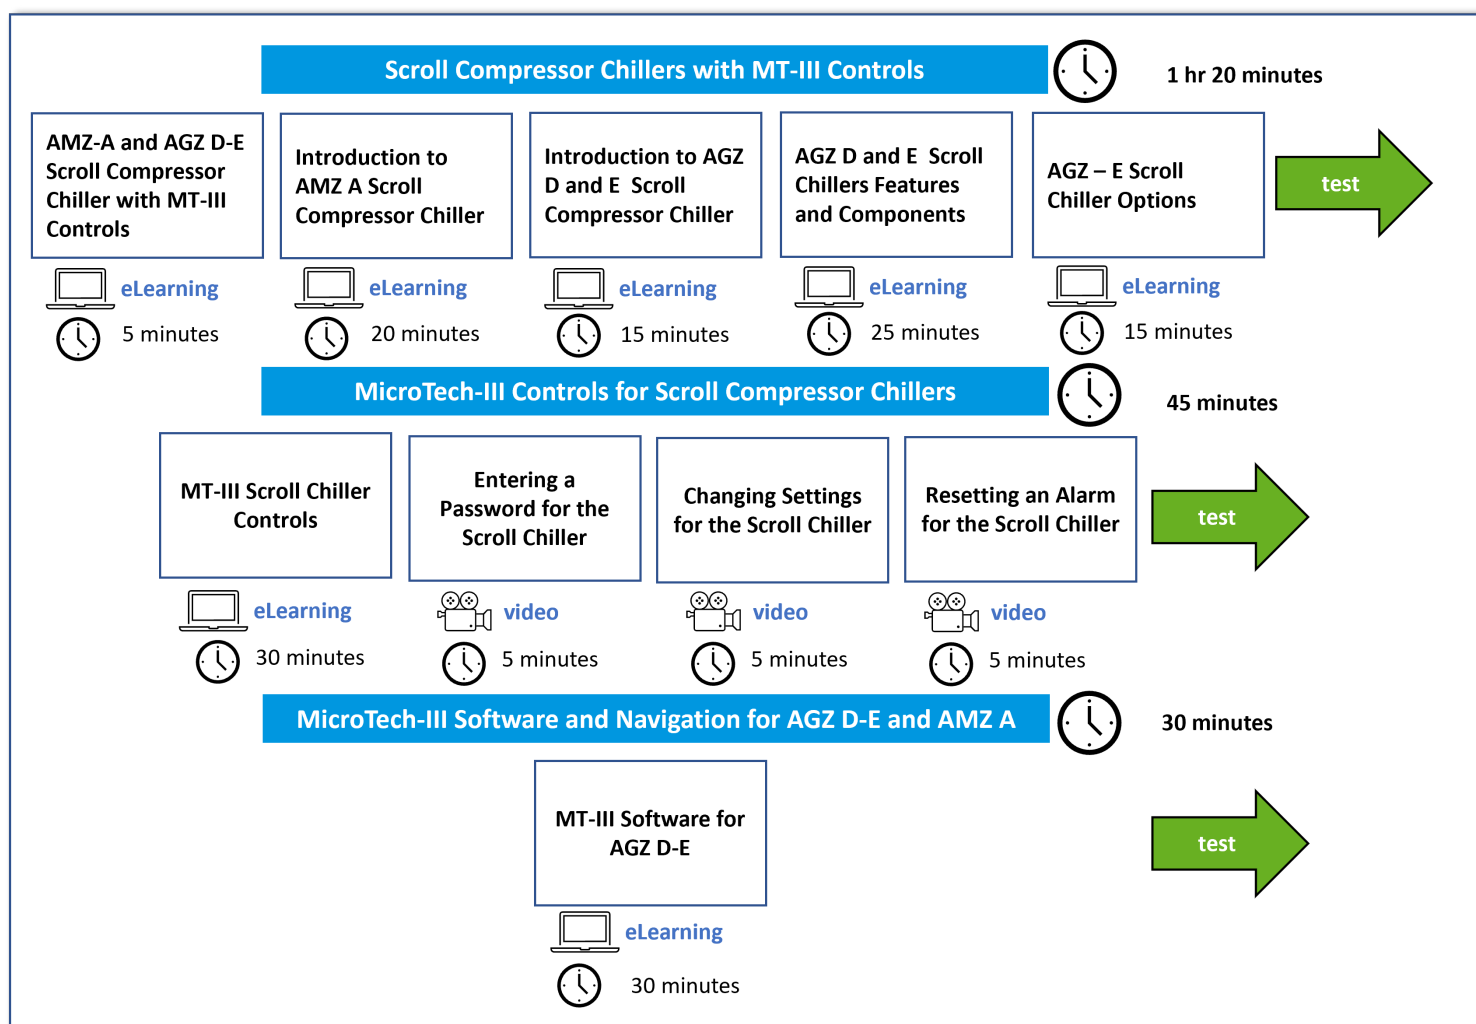 Scroll Compressor Chillers with MT-III Controls
1 hr 20 minutes
AMZ-A and AGZ D-E
Scroll Compressor
Chiller with MT-III
Controls
Introduction to
AMZ A Scroll
Compressor Chiller
Introduction to AGZ
D and E  Scroll
Compressor Chiller
AGZ D and E  Scroll
Chillers Features
and Components
AGZ – E Scroll
Chiller Options
test
eLearning
5 minutes
eLearning
20 minutes
eLearning
15 minutes
eLearning
25 minutes
eLearning
15 minutes
MicroTech-III Controls for Scroll Compressor Chillers
45 minutes
MT-III Scroll Chiller
Controls
Entering a
Password for the
Scroll Chiller
Changing Settings
for the Scroll Chiller
Resetting an Alarm
for the Scroll Chiller
test
eLearning
30 minutes
video
5 minutes
video
5 minutes
video
5 minutes
MicroTech-III Software and Navigation for AGZ D-E and AMZ A
30 minutes
MT-III Software for
AGZ D-E
test
eLearning
30 minutes